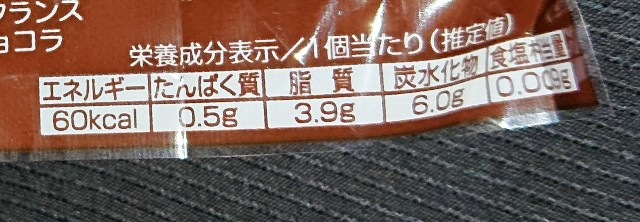 フランス
ョコラ
栄養成分表示/1個当たり(推定値)
エネルギー たんぱく質 脂質 炭水化物 食塩相当量
60kcal 0.5g 3.9g 6.0g 0.009g